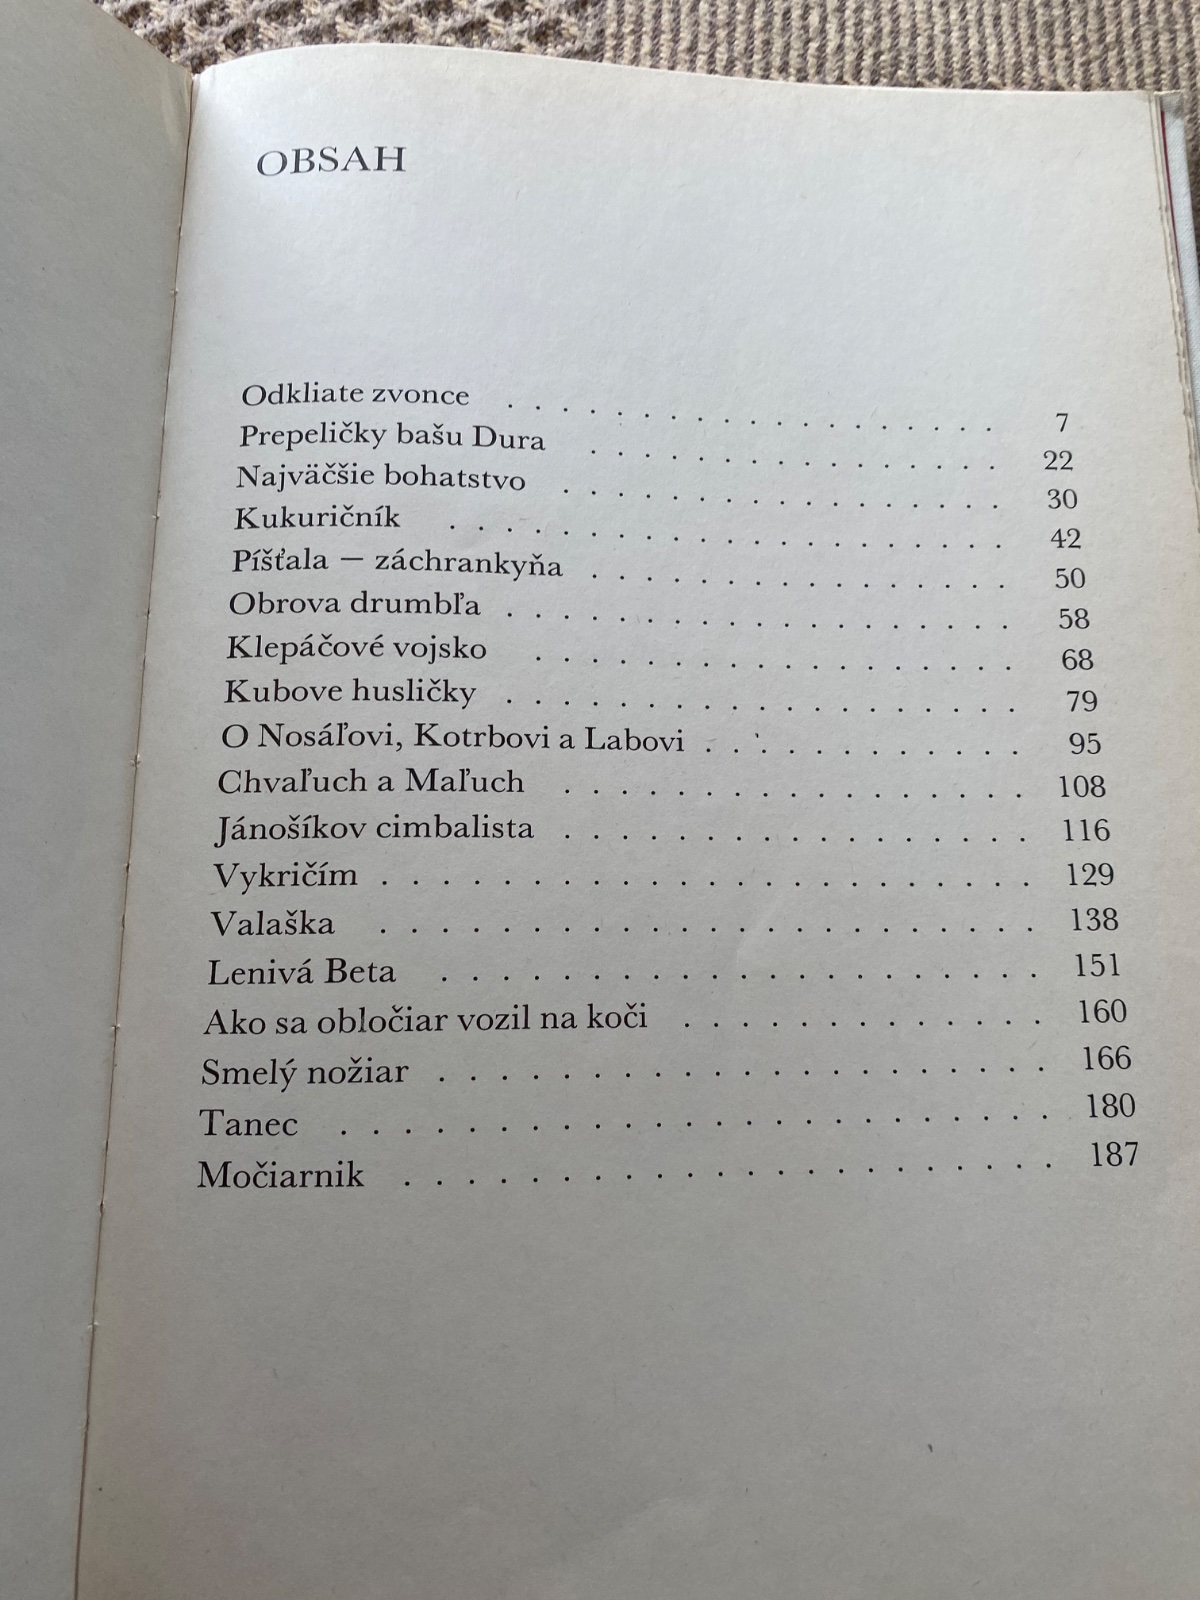 OBSAH
Odkliate zvonce . . . . . . . . . . . . . . . . . . . 7
Prepeličky bašu Dura . . . . . . . . . . . . . . . . 22
Najväčšie bohatstvo . . . . . . . . . . . . . . . . . 30
Kukuričník . . . . . . . . . . . . . . . . . . . . . 42
Píšťala — záchrankyňa . . . . . . . . . . . . . . . . 50
Obrova drumbľa . . . . . . . . . . . . . . . . . . . 58
Klepáčové vojsko . . . . . . . . . . . . . . . . . . 68
Kubove husličky . . . . . . . . . . . . . . . . . . . 79
O Nosáľovi, Kotrbovi a Labovi . . . . . . . . . . . . 95
Chvaľuch a Maľuch . . . . . . . . . . . . . . . . . 108
Jánošíkov cimbalista . . . . . . . . . . . . . . . . . 116
Vykričím . . . . . . . . . . . . . . . . . . . . . . 129
Valaška . . . . . . . . . . . . . . . . . . . . . . 138
Lenivá Beta . . . . . . . . . . . . . . . . . . . . 151
Ako sa obločiar vozil na koči . . . . . . . . . . . . 160
Smelý nožiar . . . . . . . . . . . . . . . . . . . . 166
Tanec . . . . . . . . . . . . . . . . . . . . . . . 180
Močiarnik . . . . . . . . . . . . . . . . . . . . . 187